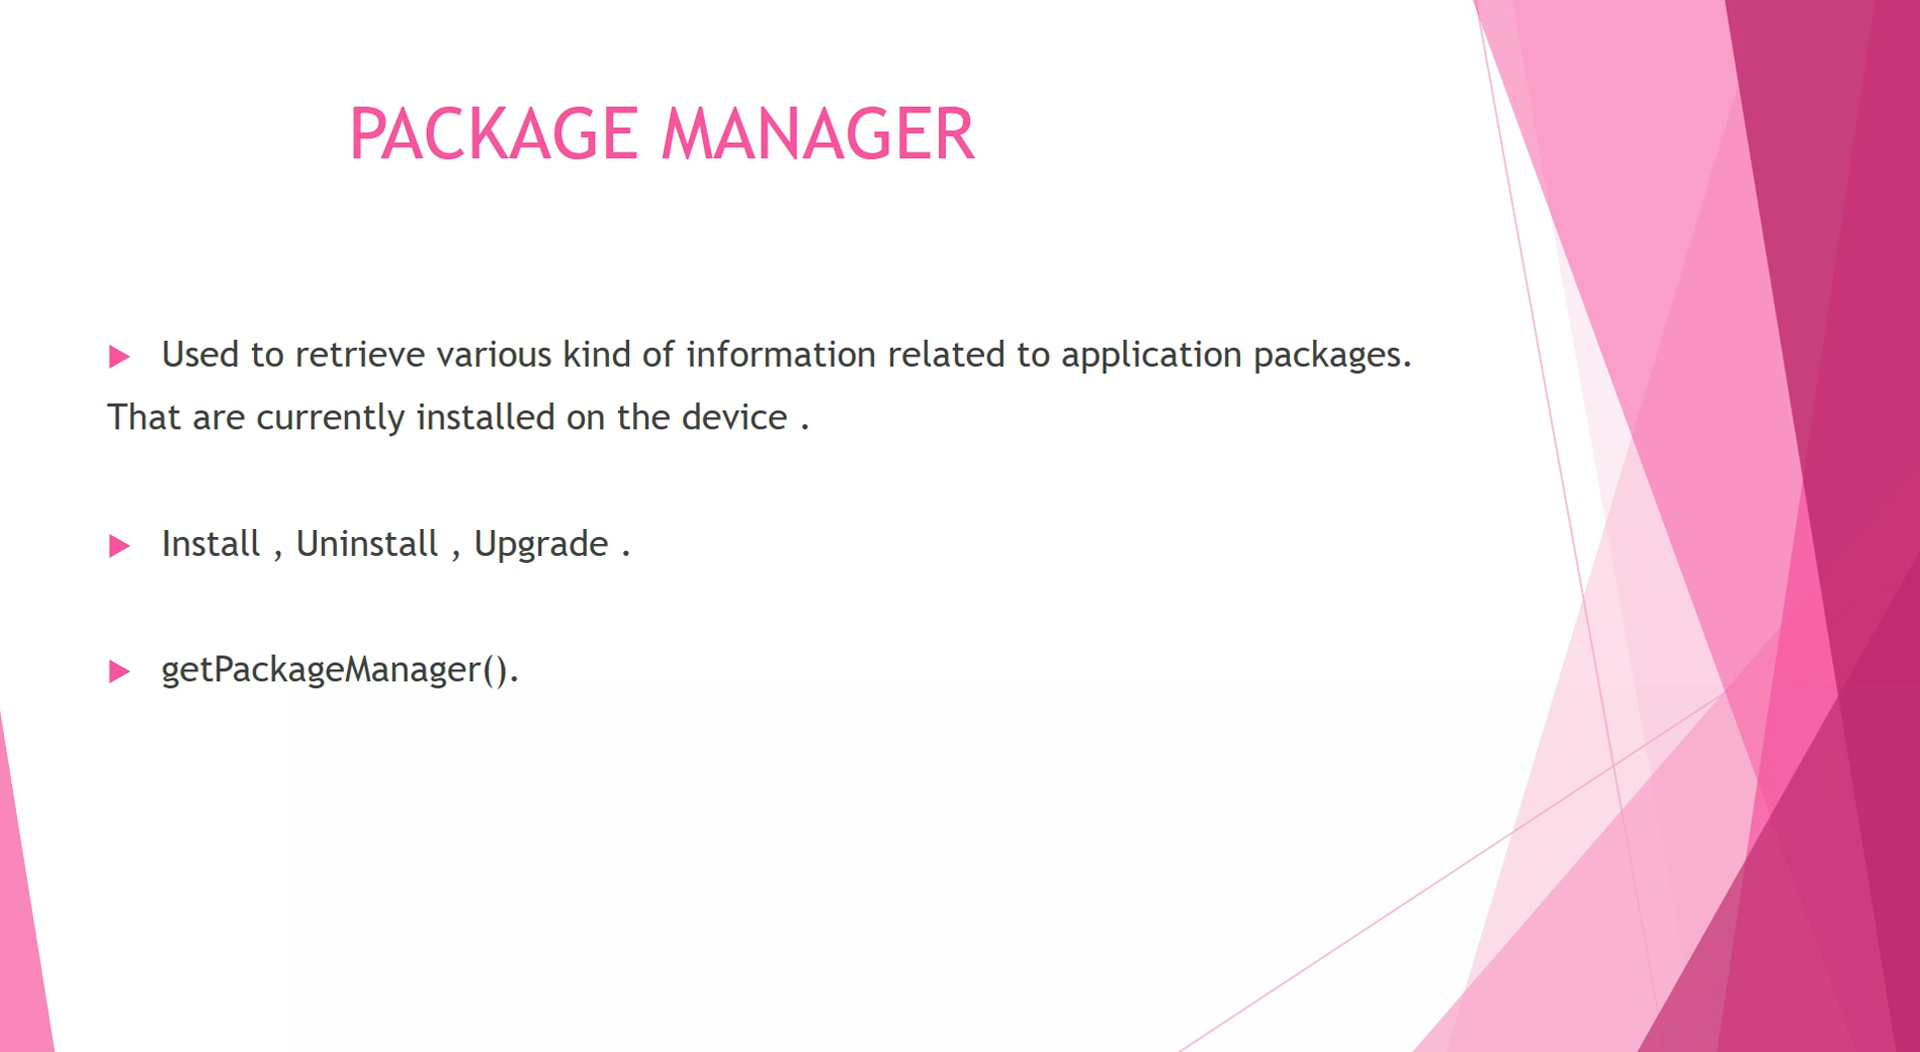 PACKAGE MANAGER
Used to retrieve various kind of information related to application packages.
That are currently installed on the device .
Install , Uninstall , Upgrade .
getPackageManager().